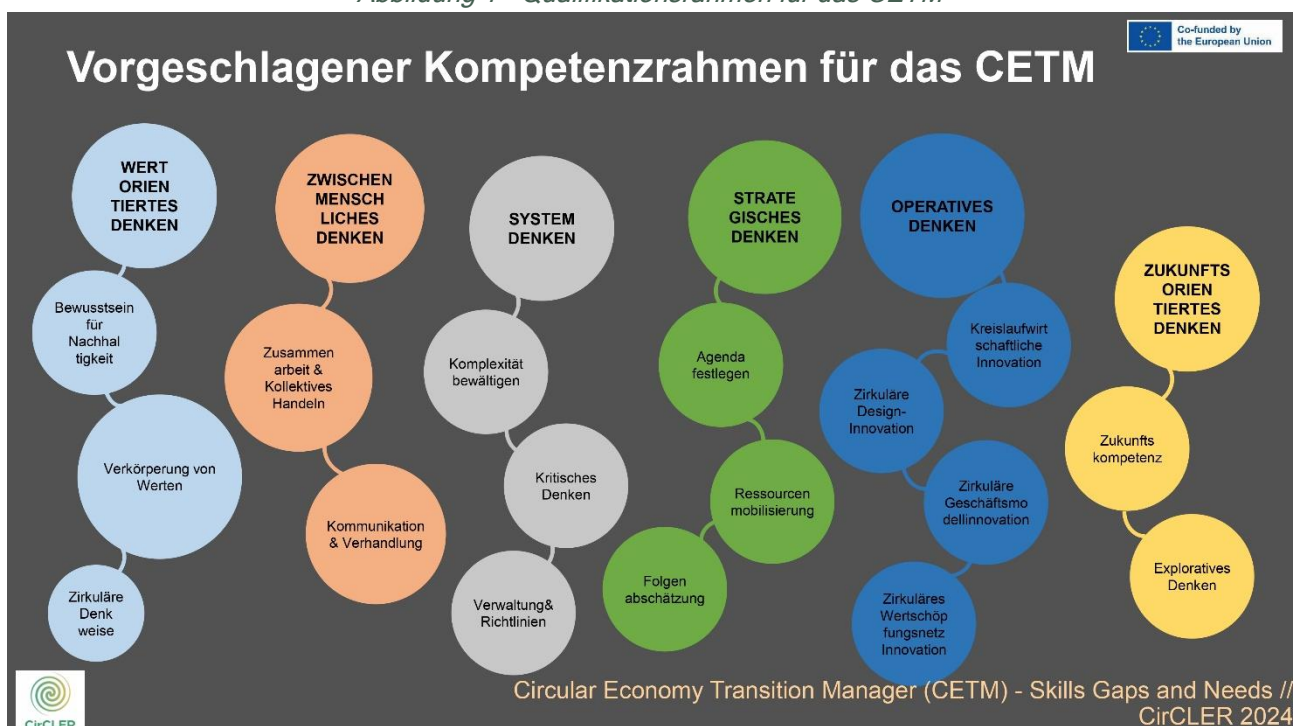 Abbildung 1 - Qualifikationsrahmen für das CETM
Co-funded by
the European Union
Vorgeschlagener Kompetenzrahmen für das CETM
WERT
ORIEN
TIERTES
DENKEN
Bewusstsein
für
Nachhal
tigkeit
Verkörperung von
Werten
Zirkuläre
Denk
weise
ZWISCHEN
MENSCH
LICHES
DENKEN
Zusammen
arbeit &
Kollektives
Handeln
Kommunikation
& Verhandlung
SYSTEM
DENKEN
Komplexität
bewältigen
Kritisches
Denken
Verwaltung&
Richtlinien
STRATE
GISCHES
DENKEN
Agenda
festlegen
Ressourcen
mobilisierung
Folgen
abschätzung
OPERATIVES
DENKEN
Kreislaufwirt
schaftliche
Innovation
Zirkuläre
Design-
Innovation
Zirkuläre
Geschäftsmo
dellinnovation
Zirkuläres
Wertschöp
fungsnetz
Innovation
ZUKUNFTS
ORIEN
TIERTES
DENKEN
Zukunfts
kompetenz
Exploratives
Denken
CirCLER
Circular Economy Transition Manager (CETM) - Skills Gaps and Needs //
CirCLER 2024